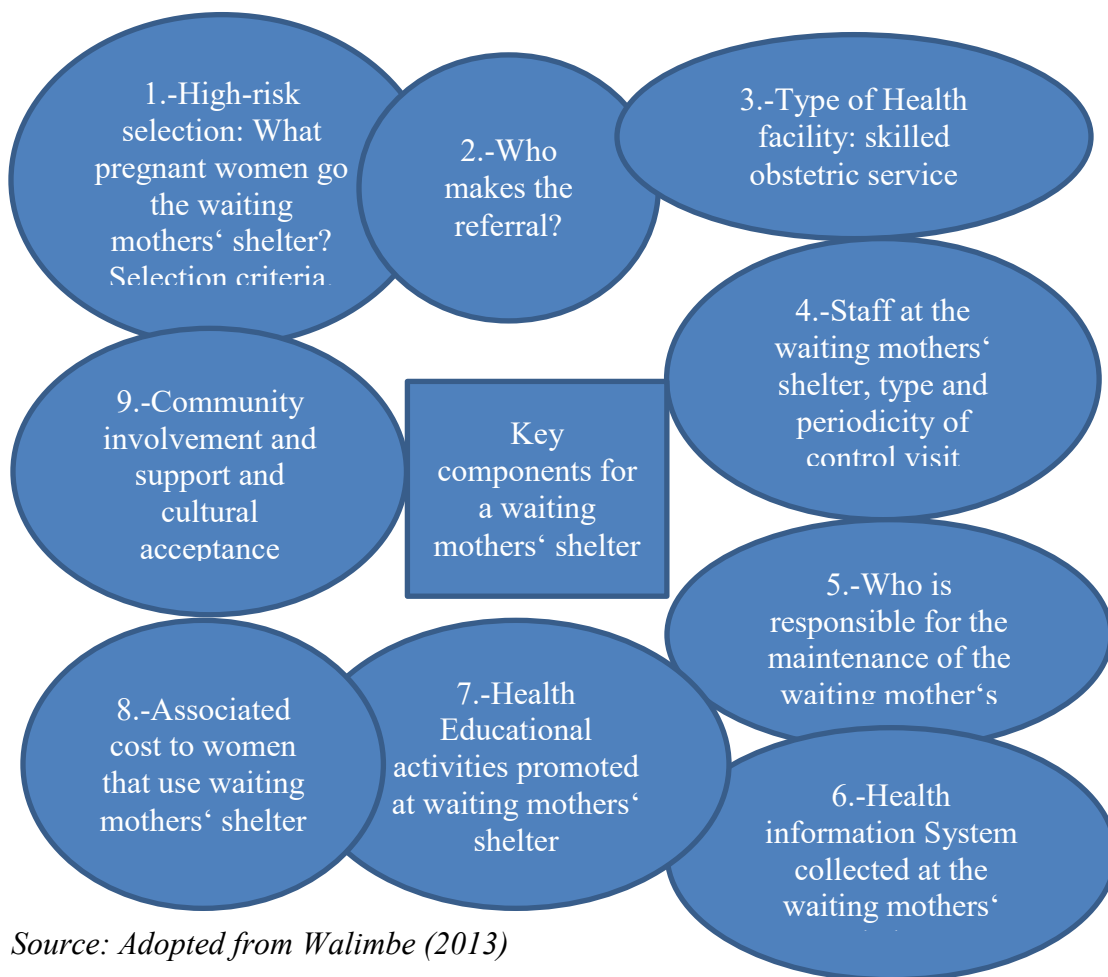 1.-High-risk
selection: What
pregnant women go
the waiting
mothers‘ shelter?
Selection criteria.
2.-Who
makes the
referral?
3.-Type of Health
facility: skilled
obstetric service
4.-Staff at the
waiting mothers‘
shelter, type and
periodicity of
control visit
5.-Who is
responsible for the
maintenance of the
waiting mother‘s
6.-Health
information System
collected at the
waiting mothers‘
7.-Health
Educational
activities promoted
at waiting mothers‘
shelter
8.-Associated
cost to women
that use waiting
mothers‘ shelter
9.-Community
involvement and
support and
cultural
acceptance
Key
components for
a waiting
mothers‘ shelter
Source: Adopted from Walimbe (2013)